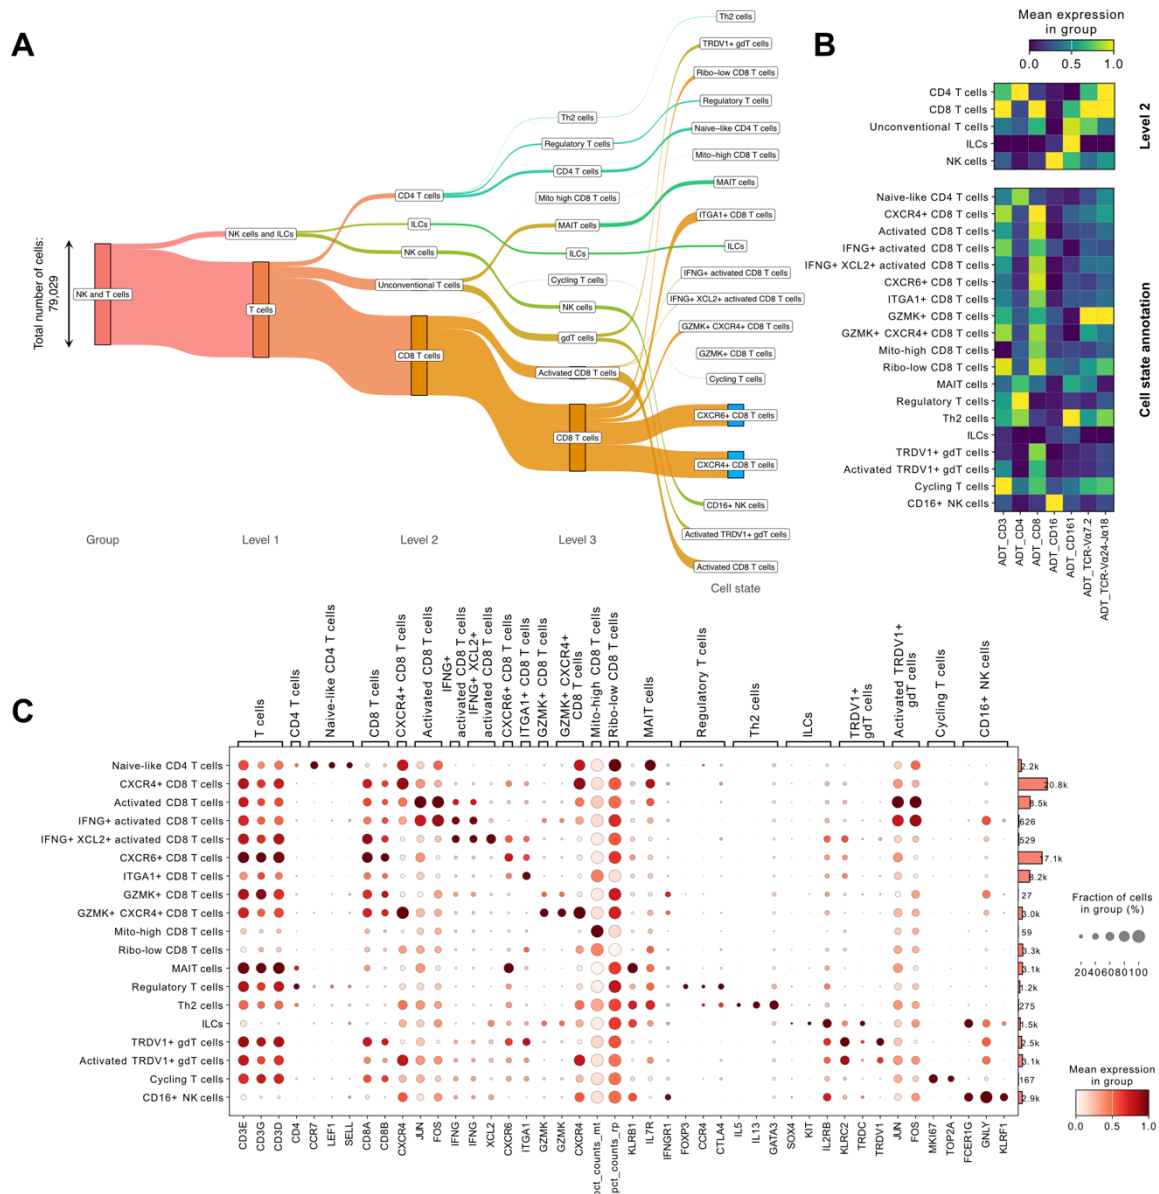 A
Total number of cells:
79,029
NK and T cells
NK cells and ILCs
T cells
CD4 T cells
ILCs
NK cells
Unconventional T cells
CD8 T cells
Th2 cells
Regulatory T cells
CD4 T cells
Mito high CD8 T cells
MAIT cells
ILCs
Cycling T cells
NK cells
gdT cells
Activated CD8 T cells
CD8 T cells
Th2 cells
TRDV1+ gdT cells
Ribo-low CD8 T cells
Regulatory T cells
Naive-like CD4 T cells
Mito-high CD8 T cells
MAIT cells
ITGA1+ CD8 T cells
ILCs
IFNG+ activated CD8 T cells
IFNG+ XCL2+ activated CD8 T cells
GZMK+ CXCR4+ CD8 T cells
GZMK+ CD8 T cells
Cycling T cells
CXCR6+ CD8 T cells
CXCR4+ CD8 T cells
CD16+ NK cells
Activated TRDV1+ gdT cells
Activated CD8 T cells
Group
Level 1
Level 2
Level 3
Cell state
B
Mean expression
in group
0.0 0.5 1.0
CD4 T cells
CD8 T cells
Unconventional T cells
ILCs
NK cells
Level 2
Naive-like CD4 T cells
CXCR4+ CD8 T cells
Activated CD8 T cells
IFNG+ activated CD8 T cells
IFNG+ XCL2+ activated CD8 T cells
CXCR6+ CD8 T cells
ITGA1+ CD8 T cells
GZMK+ CD8 T cells
GZMK+ CXCR4+ CD8 T cells
Mito-high CD8 T cells
Ribo-low CD8 T cells
MAIT cells
Regulatory T cells
Th2 cells
ILCs
TRDV1+ gdT cells
Activated TRDV1+ gdT cells
Cycling T cells
CD16+ NK cells
Cell state annotation
ADT_CD3
ADT_CD4
ADT_CD8
ADT_CD16
ADT_CD161
ADT_TCR-Vα7.2
ADT_TCR-Vα24-Jα18
C
T cells
CD4 T cells
Naive-like CD4 T cells
CD8 T cells
CXCR4+ CD8 T cells
Activated CD8 T cells
IFNG+
activated CD8 T cells
IFNG+ XCL2+
activated CD8 T cells
CXCR6+ CD8 T cells
ITGA1+ CD8 T cells
GZMK+ CD8 T cells
GZMK+ CXCR4+
CD8 T cells
Mito-high CD8 T cells
Ribo-low CD8 T cells
MAIT cells
Regulatory T cells
Th2 cells
ILCs
TRDV1+
gdT cells
Activated TRDV1+
gdT cells
Cycling T cells
CD16+ NK cells
Naive-like CD4 T cells 2.2k
CXCR4+ CD8 T cells 20.8k
Activated CD8 T cells 8.5k
IFNG+ activated CD8 T cells 626
IFNG+ XCL2+ activated CD8 T cells 529
CXCR6+ CD8 T cells 17.1k
ITGA1+ CD8 T cells 8.2k
GZMK+ CD8 T cells 27
GZMK+ CXCR4+ CD8 T cells 3.0k
Mito-high CD8 T cells 59
Ribo-low CD8 T cells 3.3k
MAIT cells 3.1k
Regulatory T cells 1.2k
Th2 cells 275
ILCs 1.5k
TRDV1+ gdT cells 2.5k
Activated TRDV1+ gdT cells 3.1k
Cycling T cells 167
CD16+ NK cells 2.9k
CD3E
CD3G
CD3D
CD4
CCR7
LEF1
SELL
CD8A
CD8B
CXCR4
JUN
FOS
IFNG
IFNG
XCL2
CXCR6
ITGA1
GZMK
GZMK
CXCR4
pct_counts_mt
pct_counts_rp
KLRB1
IL7R
IFNGR1
FOXP3
CCR4
CTLA4
IL5
IL13
GATA3
SOX4
KIT
IL2RB
KLRC2
TRDC
TRDV1
JUN
FOS
MKI67
TOP2A
FCER1G
GNLY
KLRF1
Fraction of cells
in group (%)
20406080100
Mean expression
in group
0.0 0.5 1.0